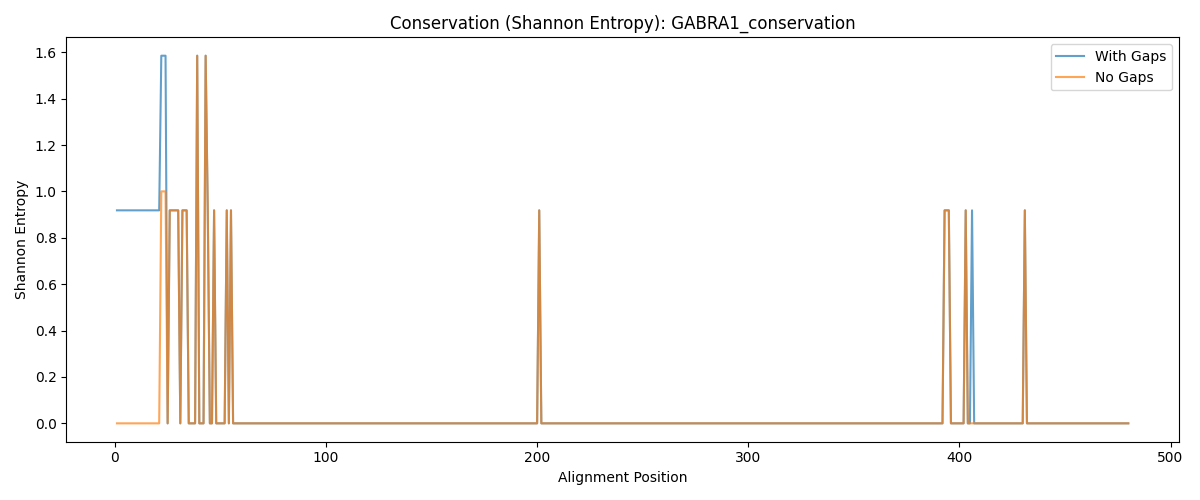 Conservation (Shannon Entropy): GABRA1_conservation
With Gaps
No Gaps
Shannon Entropy
1.6
1.4
1.2
1.0
0.8
0.6
0.4
0.2
0.0
0 100 200 300 400 500
Alignment Position